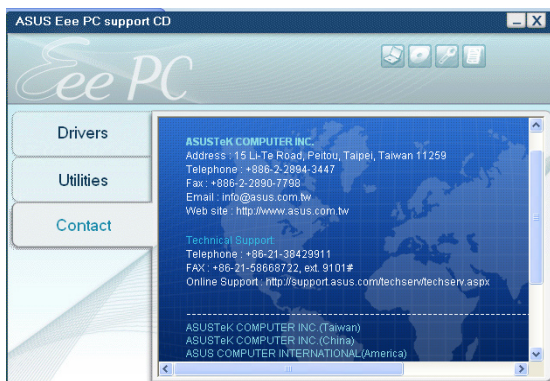 ASUS Eee PC support CD
Eee PC
Drivers
Utilities
Contact
ASUSTeK COMPUTER INC.
Address : 15 Li-Te Road, Peitou, Taipei, Taiwan 11259
Telephone : +886-2-2894-3447
Fax : +886-2-2890-7798
Email : info@asus.com.tw
Web site : http://www.asus.com.tw
Technical Support
Telephone : +86-21-38429911
FAX : +86-21-58668722, ext. 9101#
Online Support : http://support.asus.com/techserv/techserv.aspx
--------------------------------------------------------------------
ASUSTeK COMPUTER INC.(Taiwan)
ASUSTeK COMPUTER INC.(China)
ASUS COMPUTER INTERNATIONAL(America)